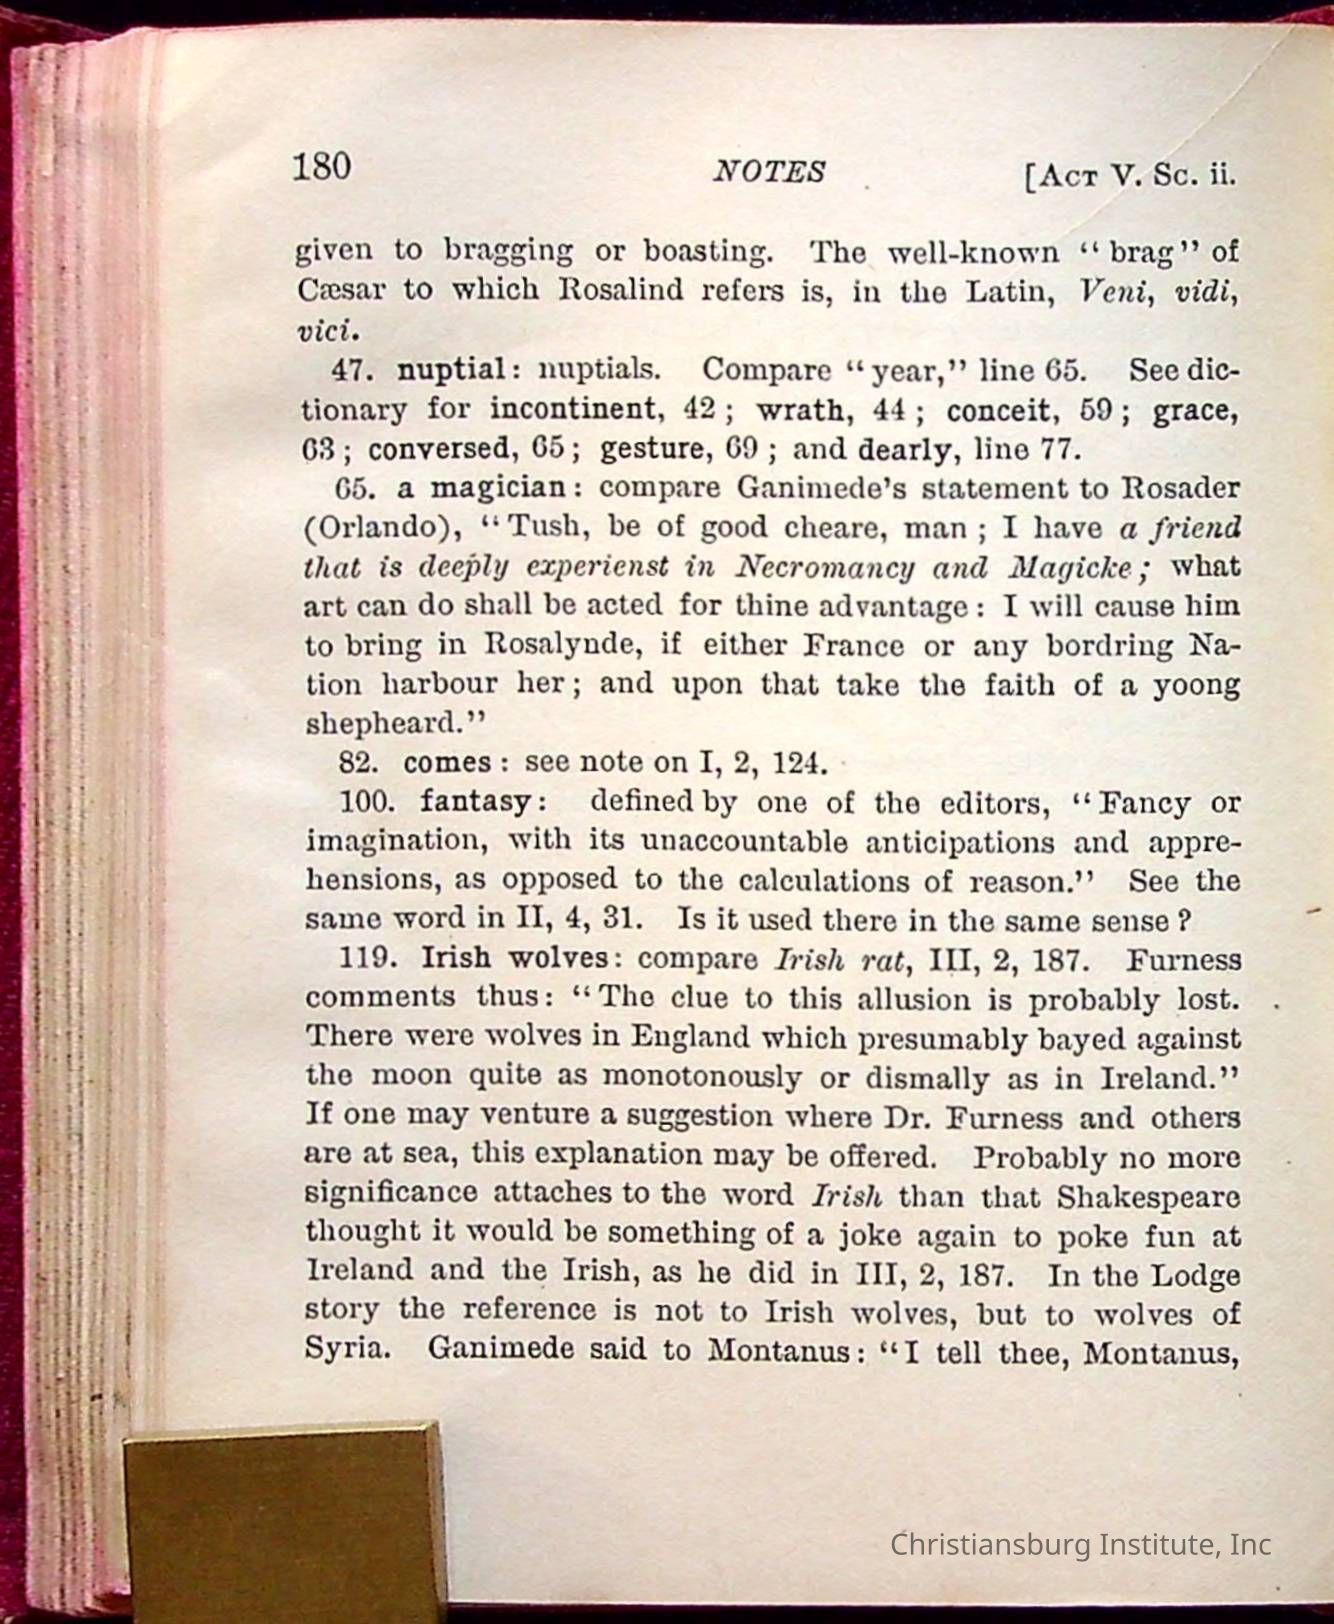 180 NOTES [Act V. Sc. ii.
given to bragging or boasting. The well-known “brag” of
Cæsar to which Rosalind refers is, in the Latin, Veni, vidi,
vici.
47. nuptial: nuptials. Compare “year,” line 65. See dic-
tionary for incontinent, 42; wrath, 44; conceit, 59; grace,
63; conversed, 65; gesture, 69; and dearly, line 77.
65. a magician: compare Ganimede’s statement to Rosader
(Orlando), “Tush, be of good cheare, man; I have a friend
that is deeply experienst in Necromancy and Magicke; what
art can do shall be acted for thine advantage: I will cause him
to bring in Rosalynde, if either France or any bordring Na-
tion harbour her; and upon that take the faith of a yoong
shepheard.”
82. comes: see note on I, 2, 124.
100. fantasy: defined by one of the editors, “Fancy or
imagination, with its unaccountable anticipations and appre-
hensions, as opposed to the calculations of reason.” See the
same word in II, 4, 31. Is it used there in the same sense?
119. Irish wolves: compare Irish rat, III, 2, 187. Furness
comments thus: “The clue to this allusion is probably lost.
There were wolves in England which presumably bayed against
the moon quite as monotonously or dismally as in Ireland.”
If one may venture a suggestion where Dr. Furness and others
are at sea, this explanation may be offered. Probably no more
significance attaches to the word Irish than that Shakespeare
thought it would be something of a joke again to poke fun at
Ireland and the Irish, as he did in III, 2, 187. In the Lodge
story the reference is not to Irish wolves, but to wolves of
Syria. Ganimede said to Montanus: “I tell thee, Montanus,
Christiansburg Institute, Inc